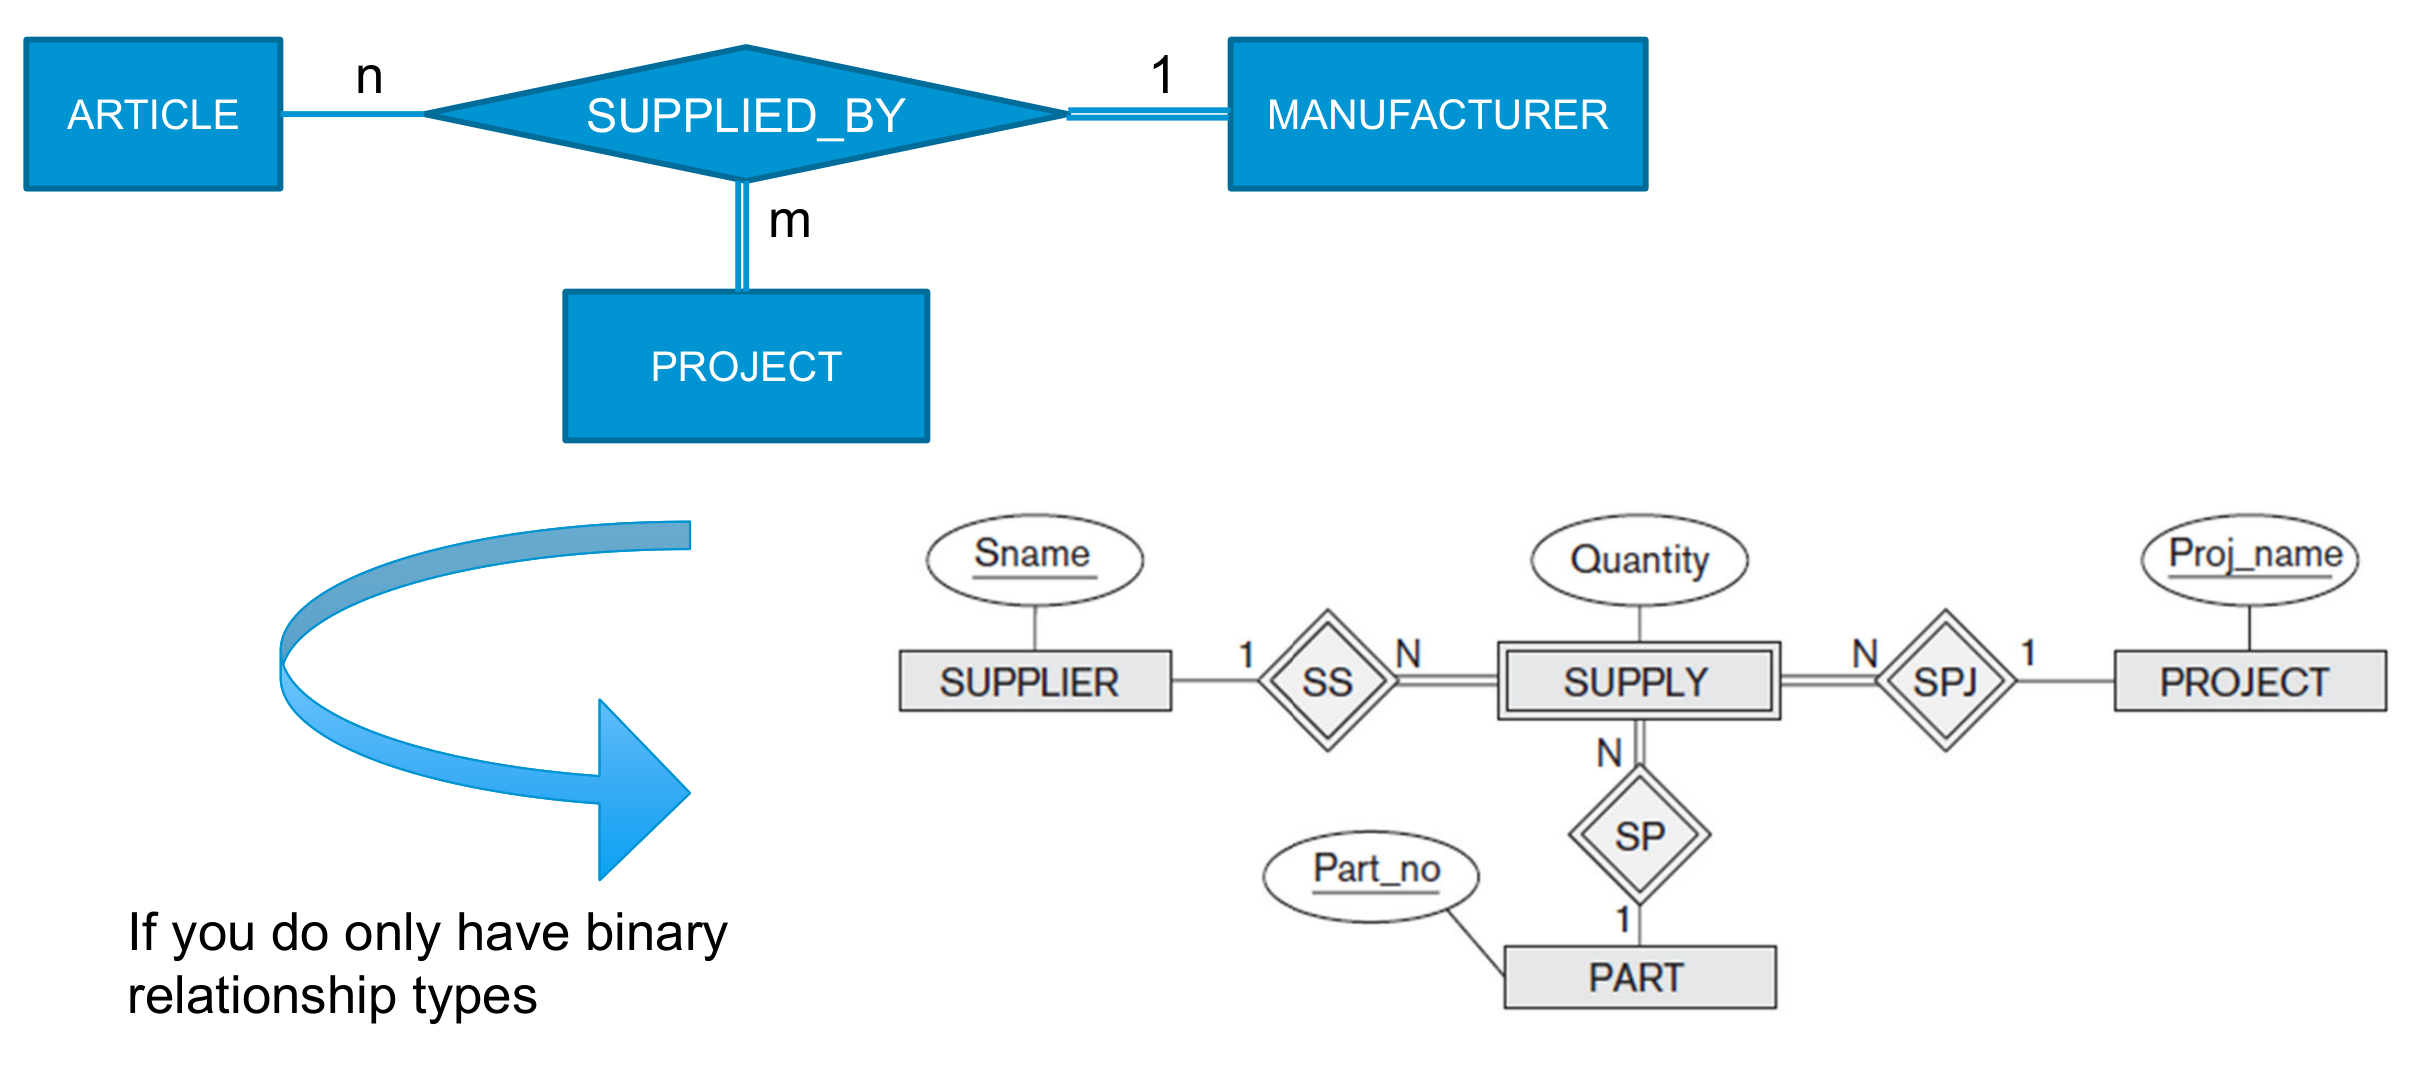 ARTICLE
n
SUPPLIED_BY
1
MANUFACTURER
m
PROJECT
Sname
Quantity
Proj_name
SUPPLIER
1
SS
N
SUPPLY
N
SPJ
1
PROJECT
N
SP
Part_no
1
PART
If you do only have binary
relationship types